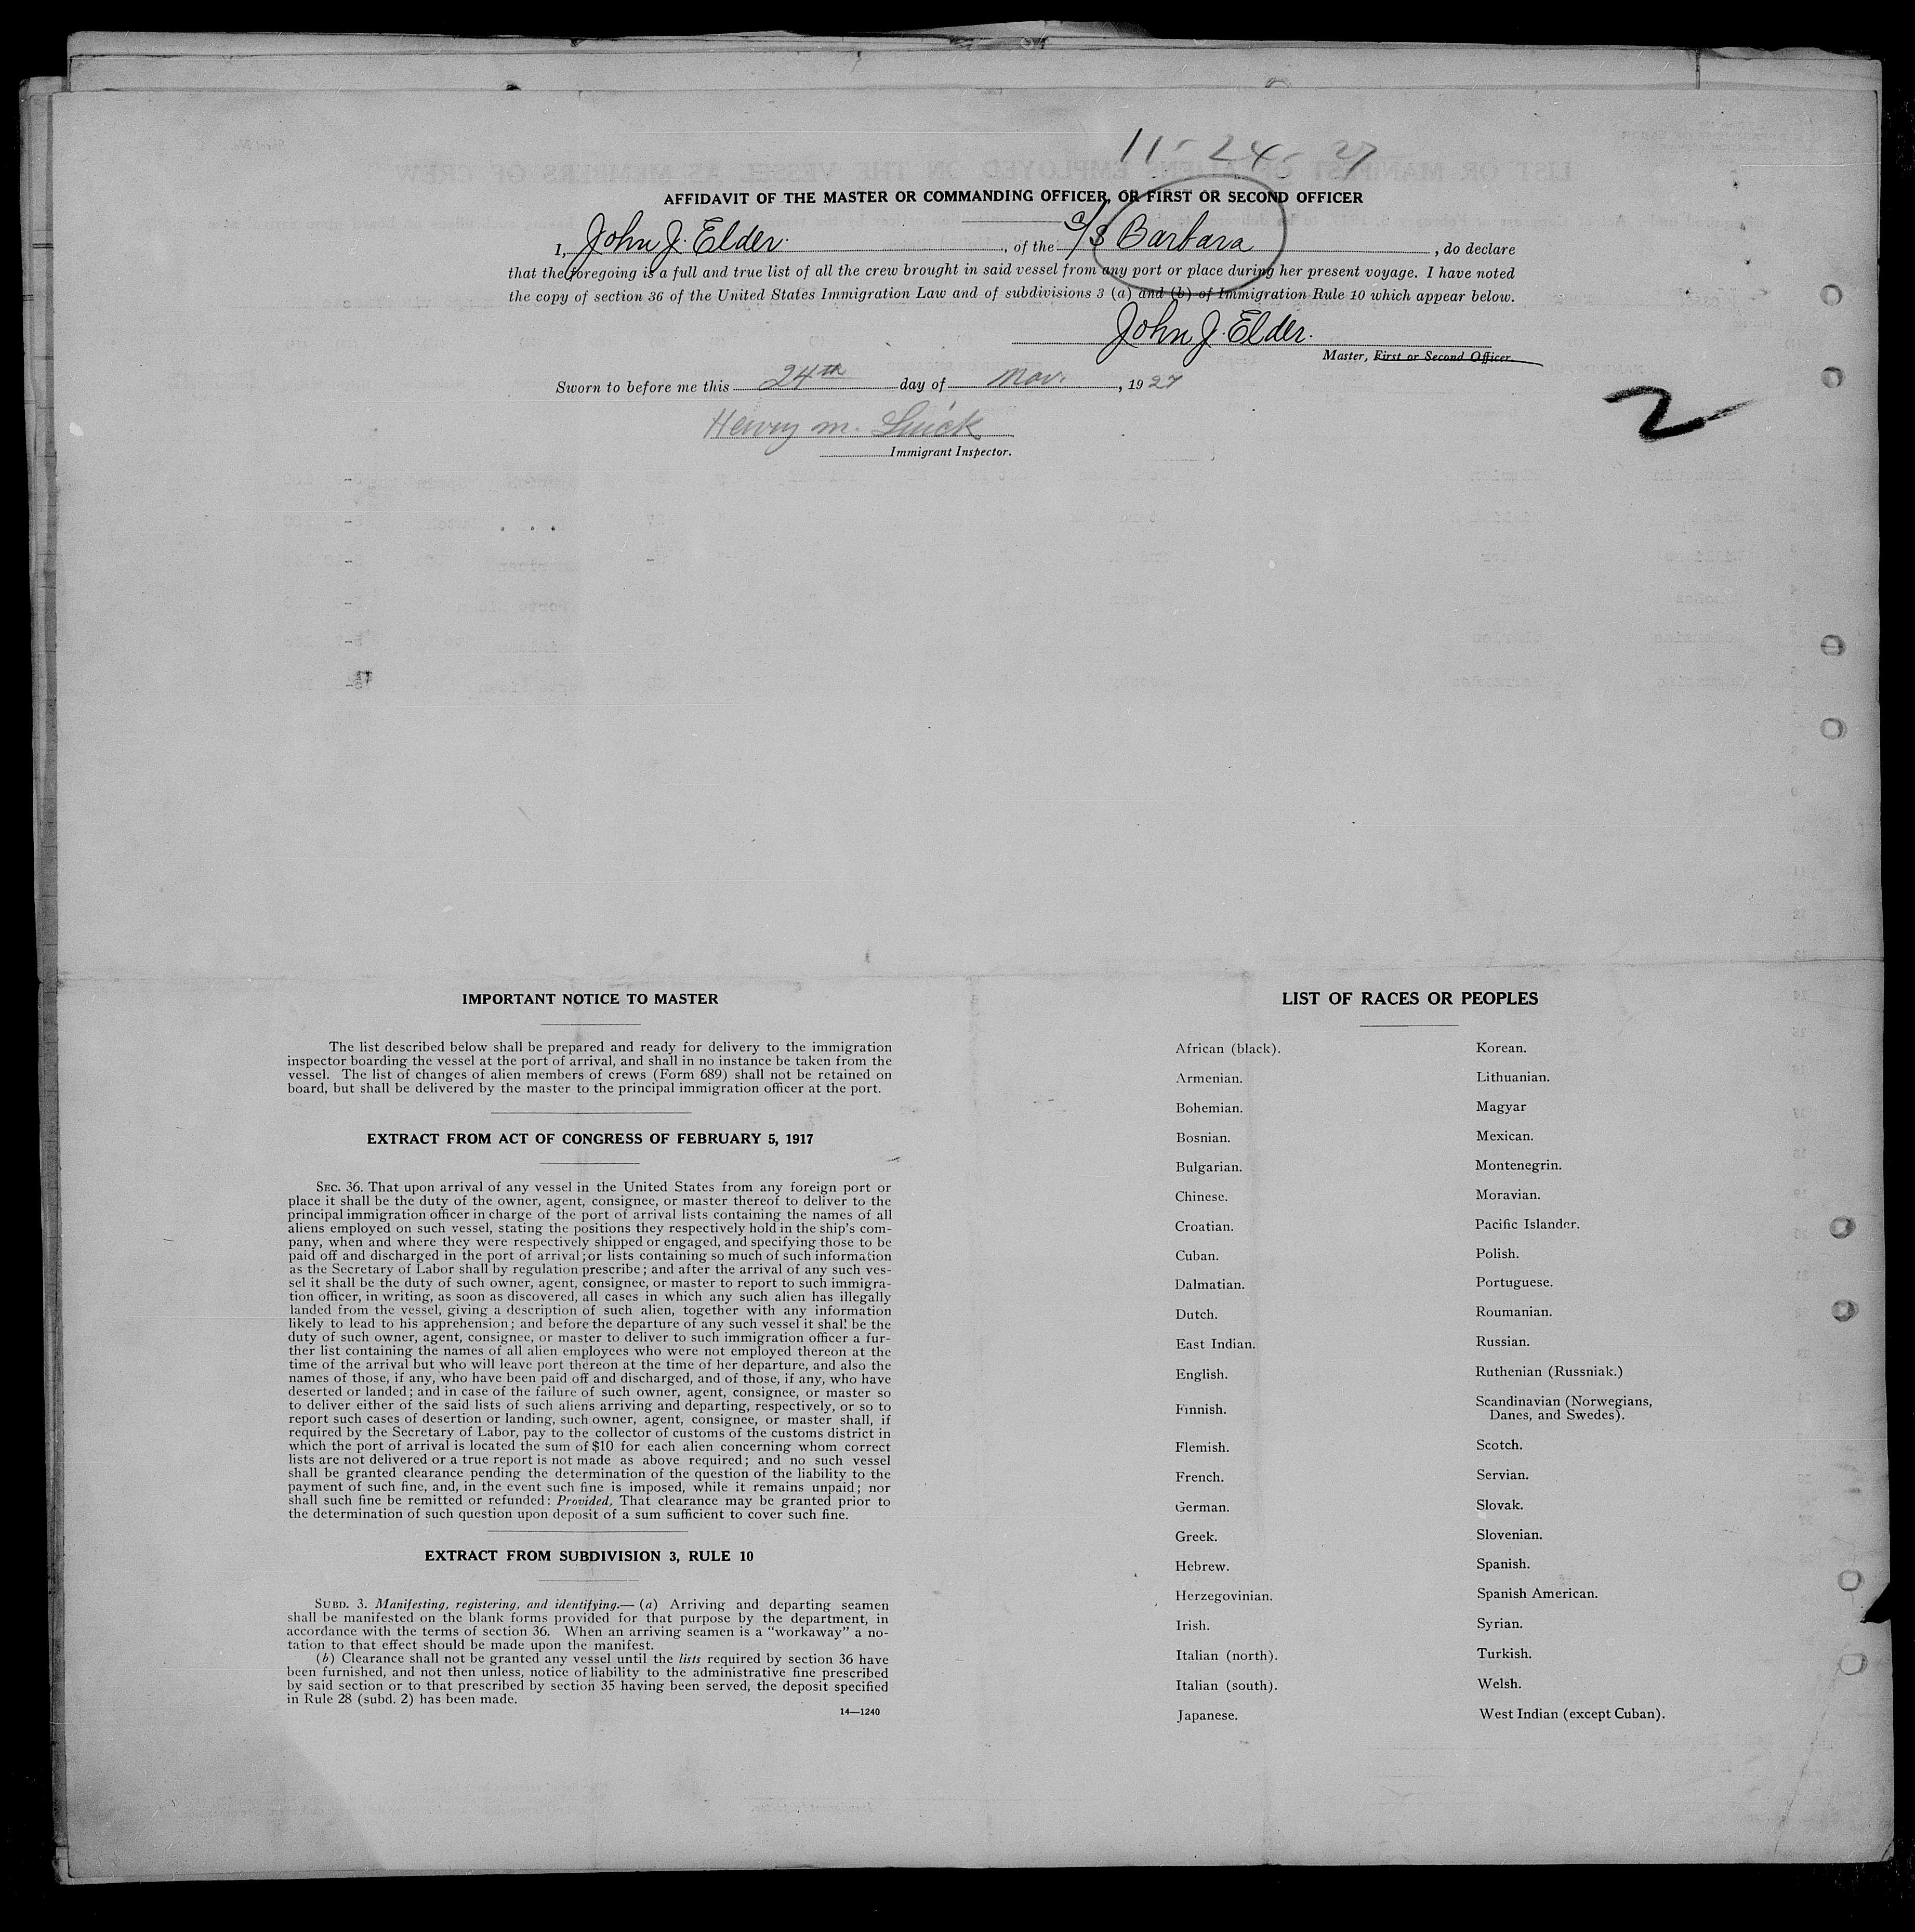 11-24-27
AFFIDAVIT OF THE MASTER OR COMMANDING OFFICER, OR FIRST OR SECOND OFFICER
I, John J. Elder. , of the S/S Barbara , do declare
that the foregoing is a full and true list of all the crew brought in said vessel from any port or place during her present voyage. I have noted
the copy of section 36 of the United States Immigration Law and of subdivisions 3 (a) and (b) of Immigration Rule 10 which appear below.
John J. Elder.
Master, First or Second Officer.
Sworn to before me this 24th day of Nov. , 1927
2
Henry M.
Immigrant Inspector.
IMPORTANT NOTICE TO MASTER
The list described below shall be prepared and ready for delivery to the immigration
inspector boarding the vessel at the port of arrival, and shall in no instance be taken from the
vessel. The list of changes of alien members of crews (Form 689) shall not be retained on
board, but shall be delivered by the master to the principal immigration officer at the port.
EXTRACT FROM ACT OF CONGRESS OF FEBRUARY 5, 1917
SEC. 36. That upon arrival of any vessel in the United States from any foreign port or
place it shall be the duty of the owner, agent, consignee, or master thereof to deliver to the
principal immigration officer in charge of the port of arrival lists containing the names of all
aliens employed on such vessel, stating the positions they respectively hold in the ship's com-
pany, when and where they were respectively shipped or engaged, and specifying those to be
paid off and discharged in the port of arrival; or lists containing so much of such information
as the Secretary of Labor shall by regulation prescribe; and after the arrival of any such ves-
sel it shall be the duty of such owner, agent, consignee, or master to report to such immigra-
tion officer, in writing, as soon as discovered, all cases in which any such alien has illegally
landed from the vessel, giving a description of such alien, together with any information
likely to lead to his apprehension; and before the departure of any such vessel it shall be the
duty of such owner, agent, consignee, or master to deliver to such immigration officer a fur-
ther list containing the names of all alien employees who were not employed thereon at the
time of the arrival but who will leave port thereon at the time of her departure, and also the
names of those, if any, who have been paid off and discharged, and of those, if any, who have
deserted or landed; and in case of the failure of such owner, agent, consignee, or master so
to deliver either of the said lists of such aliens arriving and departing, respectively, or so to
report such cases of desertion or landing, such owner, agent, consignee, or master shall, if
required by the Secretary of Labor, pay to the collector of customs of the customs district in
which the port of arrival is located the sum of $10 for each alien concerning whom correct
lists are not delivered or a true report is not made as above required; and no such vessel
shall be granted clearance pending the determination of the question of the liability to the
payment of such fine, and, in the event such fine is imposed, while it remains unpaid; nor
shall such fine be remitted or refunded: Provided, That clearance may be granted prior to
the determination of such question upon deposit of a sum sufficient to cover such fine.
EXTRACT FROM SUBDIVISION 3, RULE 10
SUBD. 3. Manifesting, registering, and identifying.—(a) Arriving and departing seamen
shall be manifested on the blank forms provided for that purpose by the department, in
accordance with the terms of section 36. When an arriving seamen is a "workaway" a no-
tation to that effect should be made upon the manifest.
(b) Clearance shall not be granted any vessel until the lists required by section 36 have
been furnished, and not then unless, notice of liability to the administrative fine prescribed
by said section or to that prescribed by section 35 having been served, the deposit specified
in Rule 28 (subd. 2) has been made.
14—1240
LIST OF RACES OR PEOPLES
African (black).
Armenian.
Bohemian.
Bosnian.
Bulgarian.
Chinese.
Croatian.
Cuban.
Dalmatian.
Dutch.
East Indian.
English.
Finnish.
Flemish.
French.
German.
Greek.
Hebrew.
Herzegovinian.
Irish.
Italian (north).
Italian (south).
Japanese.
Korean.
Lithuanian.
Magyar
Mexican.
Montenegrin.
Moravian.
Pacific Islander.
Polish.
Portuguese.
Roumanian.
Russian.
Ruthenian (Russniak.)
Scandinavian (Norwegians,
Danes, and Swedes).
Scotch.
Servian.
Slovak.
Slovenian.
Spanish.
Spanish American.
Syrian.
Turkish.
Welsh.
West Indian (except Cuban).